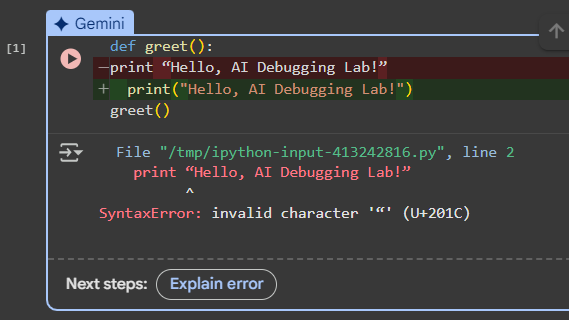 Gemini
[1]
def greet():
—print “Hello, AI Debugging Lab!”
+ print("Hello, AI Debugging Lab!")
greet()
File "/tmp/ipython-input-413242816.py", line 2
print “Hello, AI Debugging Lab!”
^
SyntaxError: invalid character '“' (U+201C)
Next steps: Explain error